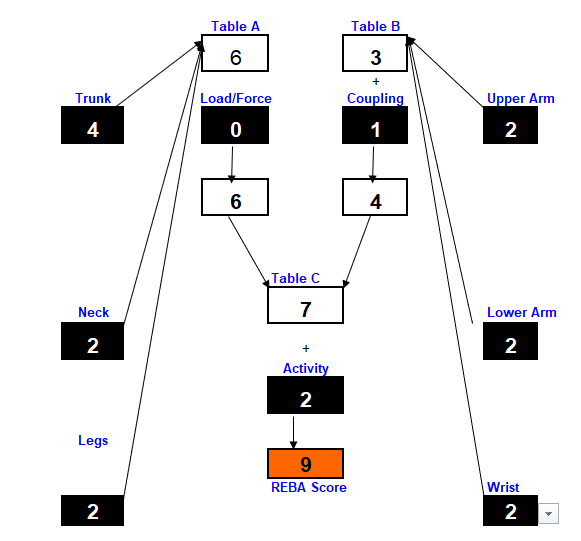 Table A
Table B
6
3
+
Trunk
Load/Force
Coupling
Upper Arm
4
0
1
2
6
4
Table C
7
Neck
Lower Arm
2
2
+
Activity
2
Legs
9
REBA Score
Wrist
2
2